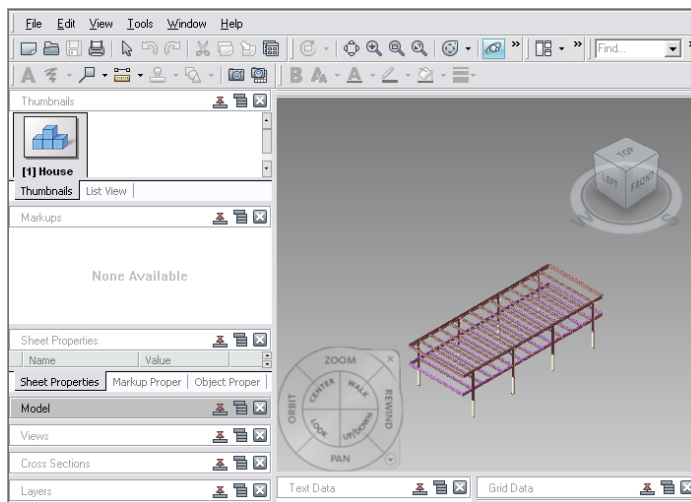 File Edit View Tools Window Help
Find...
A
B A A
Thumbnails
[1] House
Thumbnails List View
Markups
None Available
Sheet Properties
Name Value
Sheet Properties Markup Proper Object Proper
Model
Views
Cross Sections
Layers
TOP
LEFT FRONT
W S
ZOOM
CENTER WALK
ORBIT REWIND
LOOK UP/DOWN
PAN
Text Data Grid Data